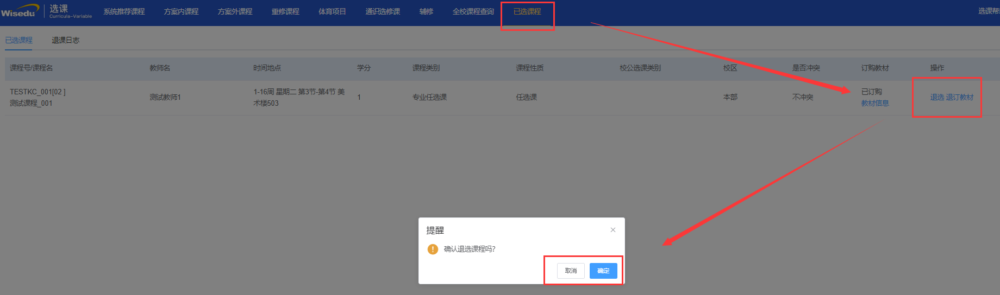 Wisedu 选课 Curricula-Variable 系统推荐课程 方案内课程 方案外课程 重修课程 体育项目 通识选修课 辅修 全校课程查询 已选课程 选课帮
已选课程 退课日志
课程号/课程名 教师名 时间地点 学分 课程类别 课程性质 校公选课类别 校区 是否冲突 订购教材 操作
TESTKC_001[02 ]
测试课程_001
测试教师1
1-16周 星期二 第3节-第4节 美
术楼503
1
专业任选课
任选课
本部
不冲突
已订购
教材信息
退选 退订教材
提醒
! 确认退选课程吗?
取消 确定